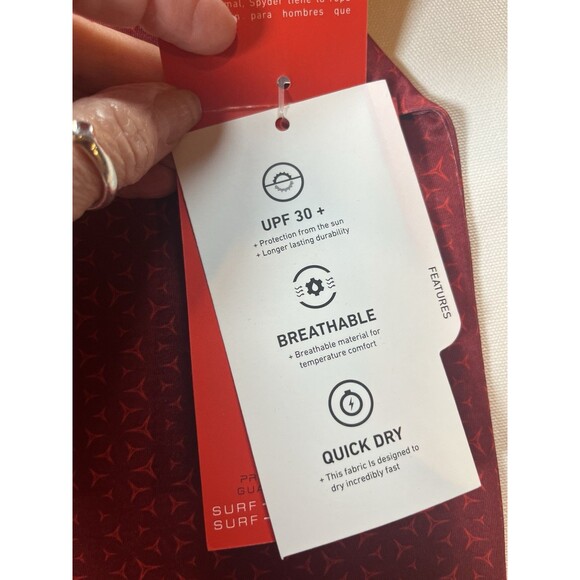 Spyder tiene la
para hombres que
UPF 30 +
+ Protection from the sun
+ Longer lasting durability
FEATURES
BREATHABLE
+ Breathable material for
temperature comfort
QUICK DRY
+ This fabric Is designed to
dry incredibly fast
SURF
SURF